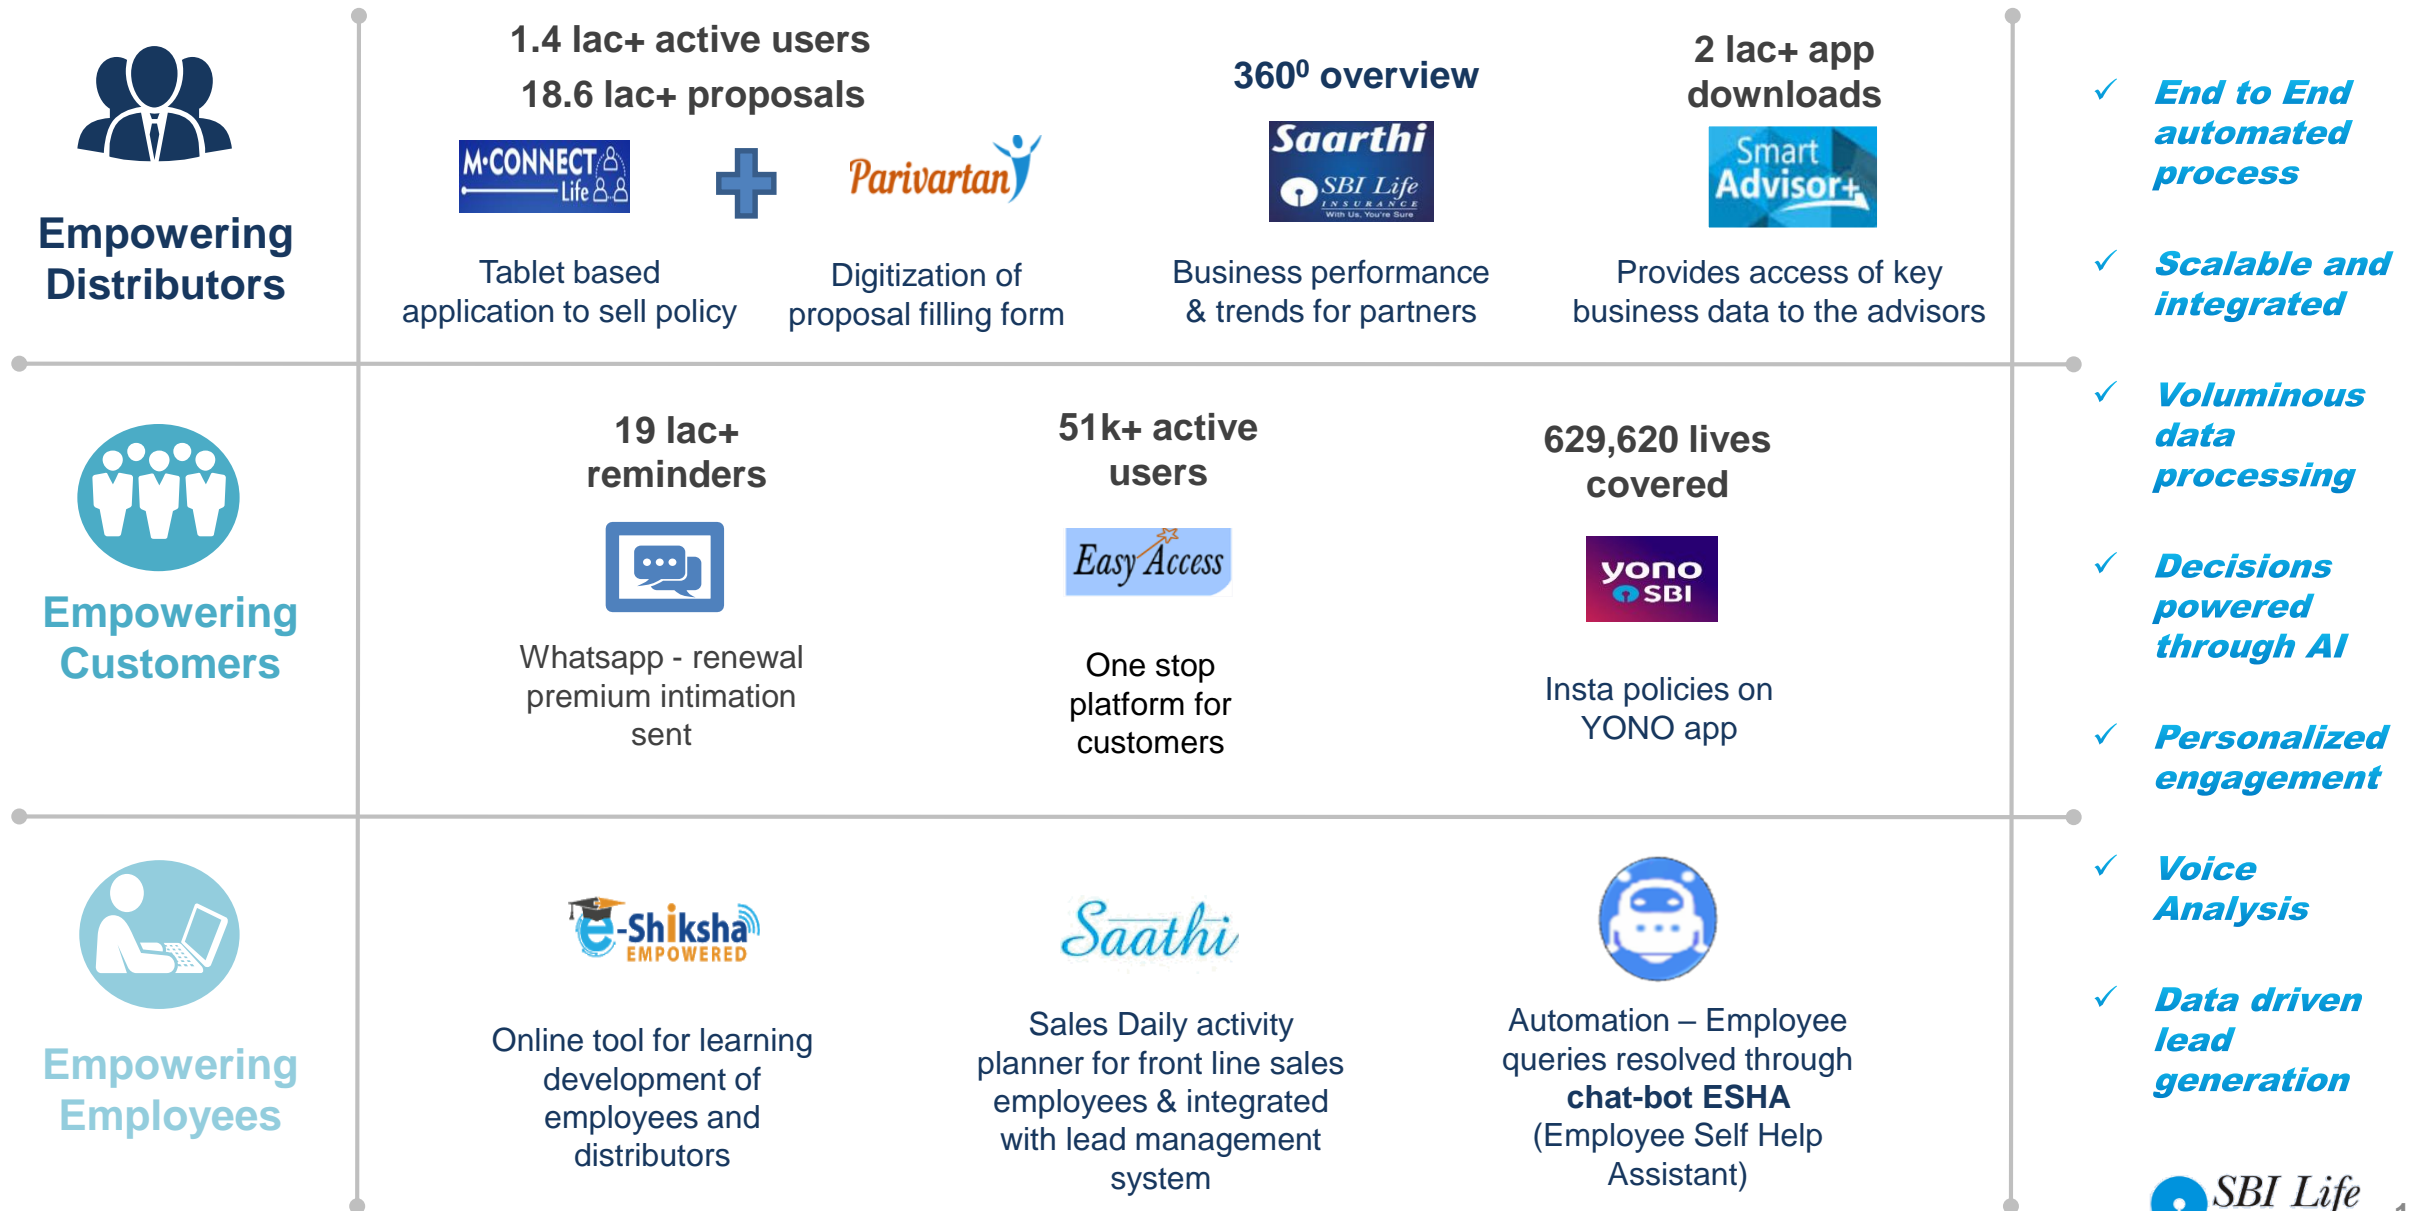 1.4 lac+ active users
18.6 lac+ proposals
M·CONNECT
Life
Parivartan
Tablet based
application to sell policy
Digitization of
proposal filling form
360⁰ overview
Saarthi
SBI Life
INSURANCE
With Us, You're Sure
Business performance
& trends for partners
2 lac+ app
downloads
Smart
Advisor+
Provides access of key
business data to the advisors
Empowering
Distributors
19 lac+
reminders
Whatsapp - renewal
premium intimation
sent
51k+ active
users
Easy Access
One stop
platform for
customers
629,620 lives
covered
yono
SBI
Insta policies on
YONO app
Empowering
Customers
e-Shiksha
EMPOWERED
Online tool for learning
development of
employees and
distributors
Saathi
Sales Daily activity
planner for front line sales
employees & integrated
with lead management
system
Automation – Employee
queries resolved through
chat-bot ESHA
(Employee Self Help
Assistant)
Empowering
Employees
✓ End to End
automated
process
✓ Scalable and
integrated
✓ Voluminous
data
processing
✓ Decisions
powered
through AI
✓ Personalized
engagement
✓ Voice
Analysis
✓ Data driven
lead
generation
SBI Life